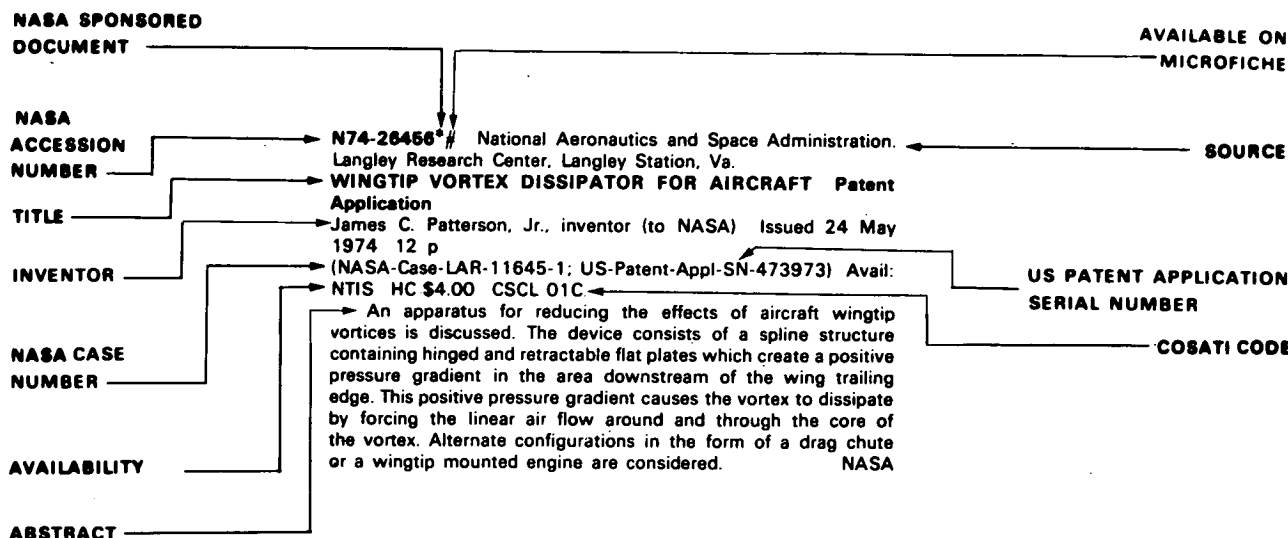 NASA SPONSORED
DOCUMENT
AVAILABLE ON
MICROFICHE
NASA
ACCESSION
NUMBER
N74-26456*# National Aeronautics and Space Administration.
Langley Research Center, Langley Station, Va.
SOURCE
TITLE
WINGTIP VORTEX DISSIPATOR FOR AIRCRAFT Patent
Application
INVENTOR
James C. Patterson, Jr., inventor (to NASA) Issued 24 May
1974 12 p
(NASA-Case-LAR-11645-1; US-Patent-Appl-SN-473973) Avail:
NTIS HC $4.00 CSCL 01C
US PATENT APPLICATION
SERIAL NUMBER
An apparatus for reducing the effects of aircraft wingtip
vortices is discussed. The device consists of a spline structure
containing hinged and retractable flat plates which create a positive
pressure gradient in the area downstream of the wing trailing
edge. This positive pressure gradient causes the vortex to dissipate
by forcing the linear air flow around and through the core of
the vortex. Alternate configurations in the form of a drag chute
or a wingtip mounted engine are considered. NASA
COSATI CODE
NASA CASE
NUMBER
AVAILABILITY
ABSTRACT